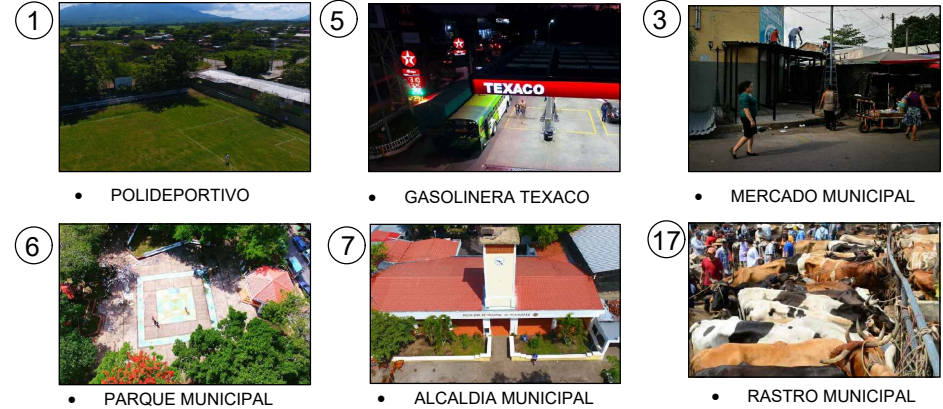 1
5
3
TEXACO
• POLIDEPORTIVO
• GASOLINERA TEXACO
• MERCADO MUNICIPAL
6
7
17
• PARQUE MUNICIPAL
• ALCALDIA MUNICIPAL
• RASTRO MUNICIPAL